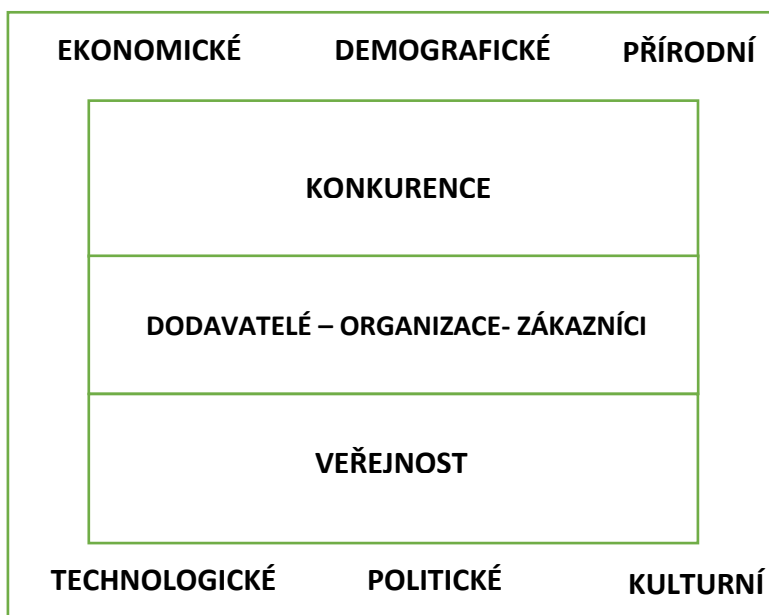 EKONOMICKÉ DEMOGRAFICKÉ PŘÍRODNÍ
KONKURENCE
DODAVATELÉ – ORGANIZACE- ZÁKAZNÍCI
VEŘEJNOST
TECHNOLOGICKÉ POLITICKÉ KULTURNÍ